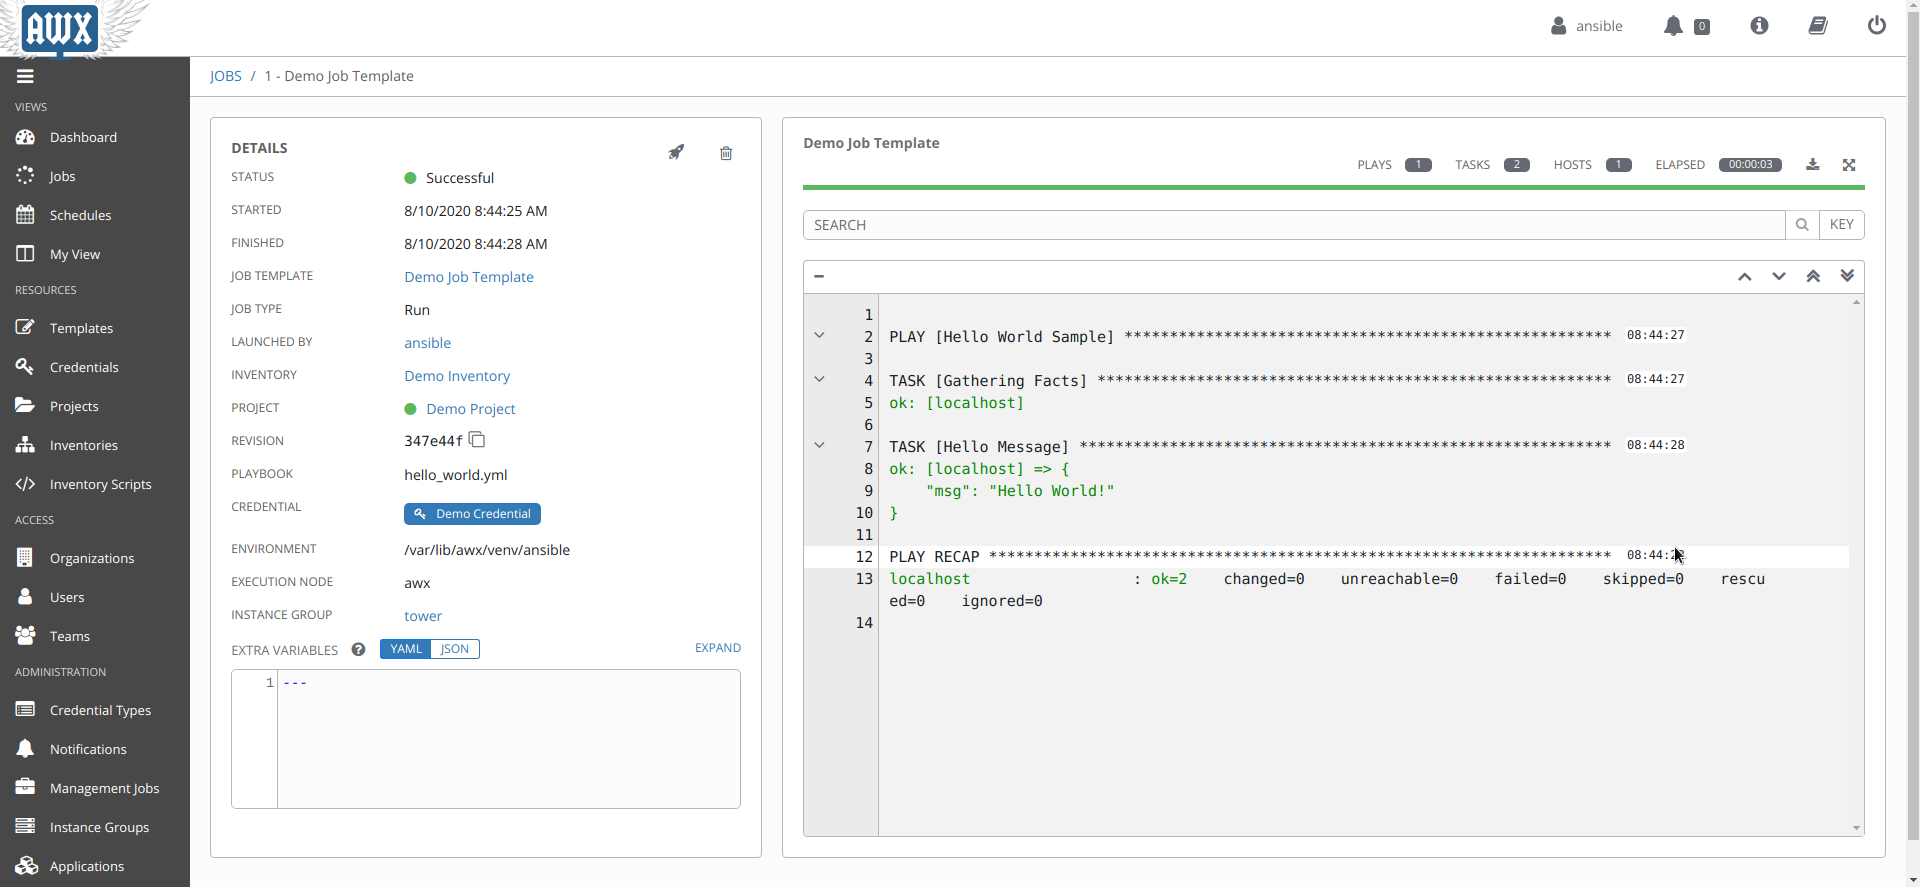 AWX
ansible
0
VIEWS
Dashboard
Jobs
Schedules
My View
RESOURCES
Templates
Credentials
Projects
Inventories
Inventory Scripts
ACCESS
Organizations
Users
Teams
ADMINISTRATION
Credential Types
Notifications
Management Jobs
Instance Groups
Applications
JOBS / 1 - Demo Job Template
DETAILS
STATUS Successful
STARTED 8/10/2020 8:44:25 AM
FINISHED 8/10/2020 8:44:28 AM
JOB TEMPLATE Demo Job Template
JOB TYPE Run
LAUNCHED BY ansible
INVENTORY Demo Inventory
PROJECT Demo Project
REVISION 347e44f
PLAYBOOK hello_world.yml
CREDENTIAL Demo Credential
ENVIRONMENT /var/lib/awx/venv/ansible
EXECUTION NODE awx
INSTANCE GROUP tower
EXTRA VARIABLES ? YAML JSON EXPAND
1 ---
Demo Job Template
PLAYS 1 TASKS 2 HOSTS 1 ELAPSED 00:00:03
SEARCH KEY
1
2 PLAY [Hello World Sample] ****************************************************** 08:44:27
3
4 TASK [Gathering Facts] ********************************************************* 08:44:27
5 ok: [localhost]
6
7 TASK [Hello Message] *********************************************************** 08:44:28
8 ok: [localhost] => {
9 "msg": "Hello World!"
10 }
11
12 PLAY RECAP *********************************************************************
13 localhost : ok=2 changed=0 unreachable=0 failed=0 skipped=0 rescu
ed=0 ignored=0
14